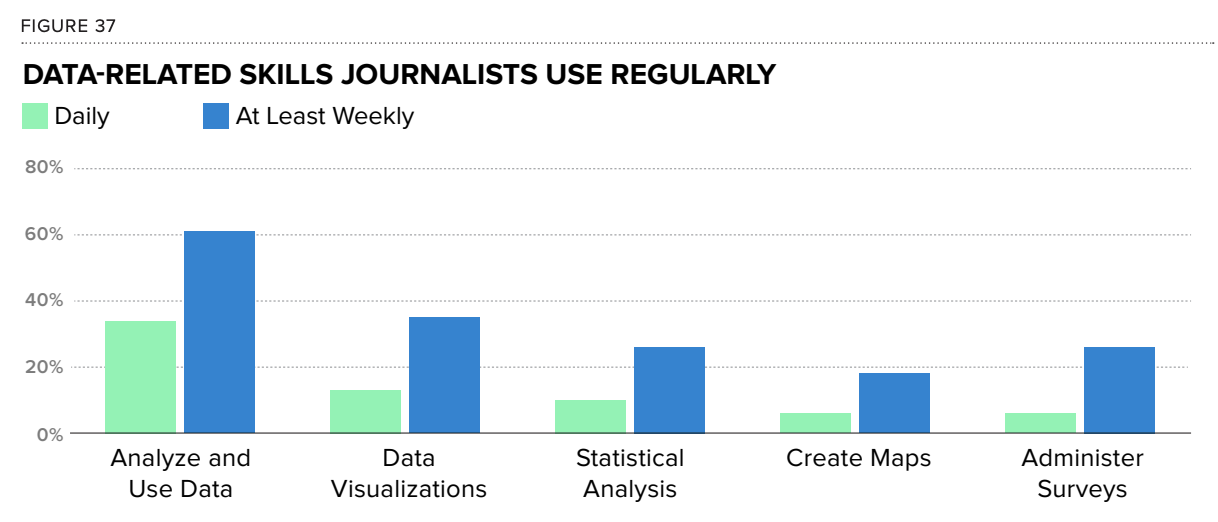 FIGURE 37
DATA-RELATED SKILLS JOURNALISTS USE REGULARLY
Daily At Least Weekly
80%
60%
40%
20%
0%
Analyze and Use Data
Data Visualizations
Statistical Analysis
Create Maps
Administer Surveys